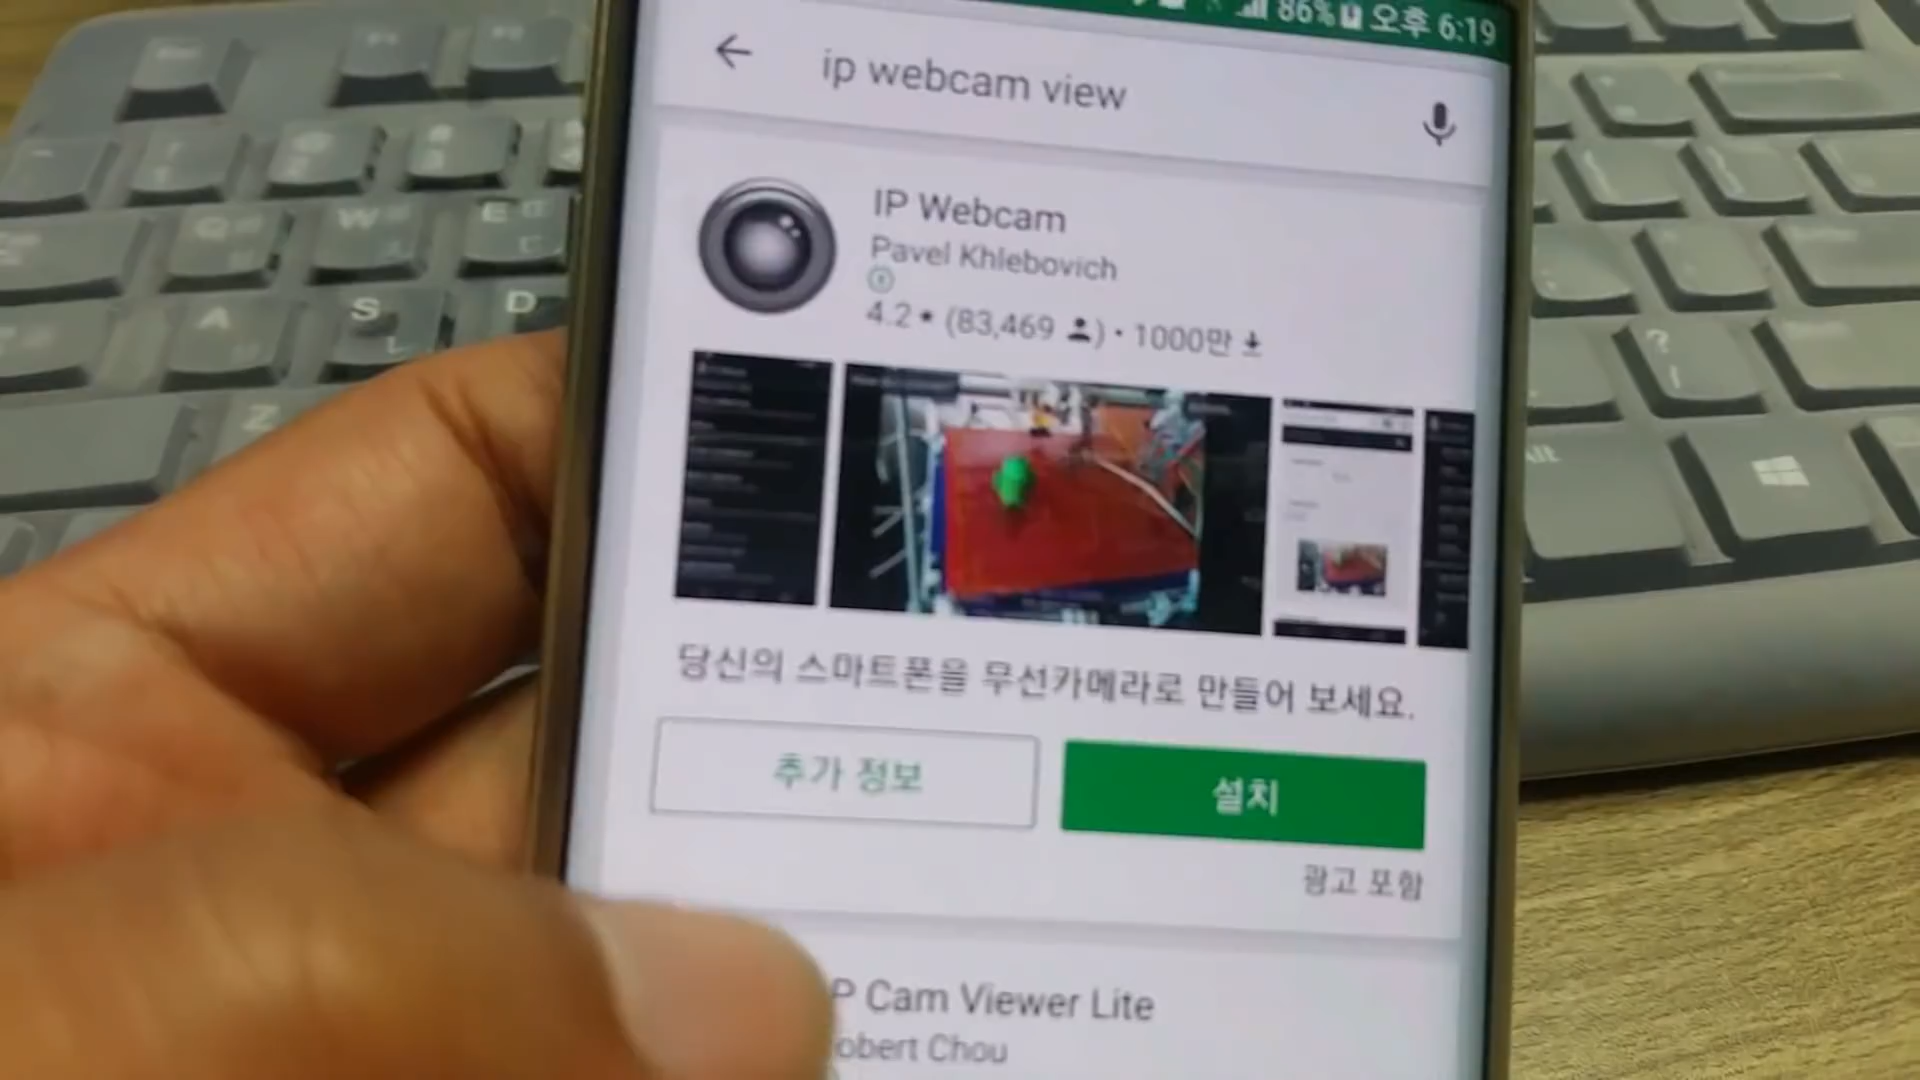 86% 오후 6:19
ip webcam view
IP Webcam
Pavel Khlebovich
4.2 (83,469 ) • 1000만
당신의 스마트폰을 무선카메라로 만들어 보세요.
추가 정보
설치
광고 포함
P Cam Viewer Lite
obert Chou
Q
W
E
A
S
D
Z
Alt